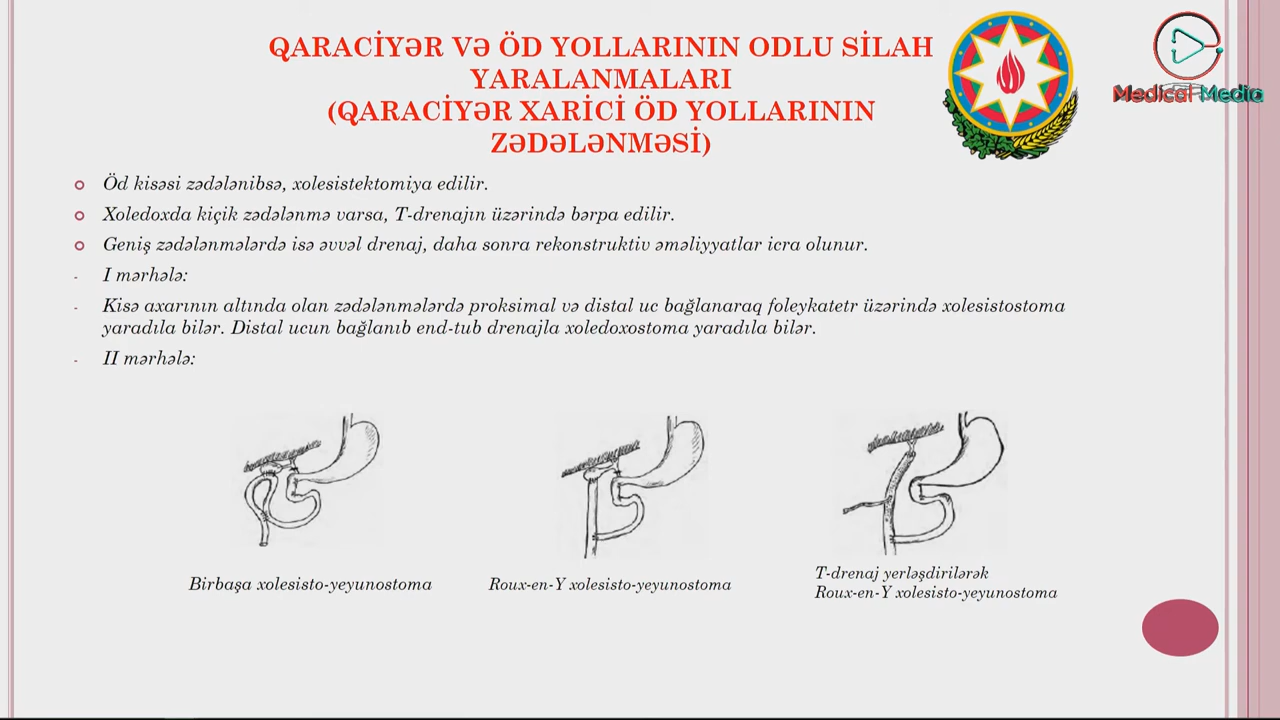 QARACİYƏR VƏ ÖD YOLLARININ ODLU SİLAH
YARALANMALARI
(QARACİYƏR XARİCİ ÖD YOLLARININ
ZƏDƏLƏNMƏSİ)
Medical Media
Öd kisəsi zədələnibsə, xolesistektomiya edilir.
Xoledoxda kiçik zədələnmə varsa, T-drenajın üzərində bərpa edilir.
Geniş zədələnmələrdə isə əvvəl drenaj, daha sonra rekonstruktiv əməliyyatlar icra olunur.
- I mərhələ:
- Kisə axarının altında olan zədələnmələrdə proksimal və distal uc bağlanaraq foleykatetr üzərində xolesistostoma
yaradıla bilər. Distal ucun bağlanıb end-tub drenajla xoledoxostoma yaradıla bilər.
- II mərhələ:
Birbaşa xolesisto-yeyunostoma
Roux-en-Y xolesisto-yeyunostoma
T-drenaj yerləşdirilərək
Roux-en-Y xolesisto-yeyunostoma